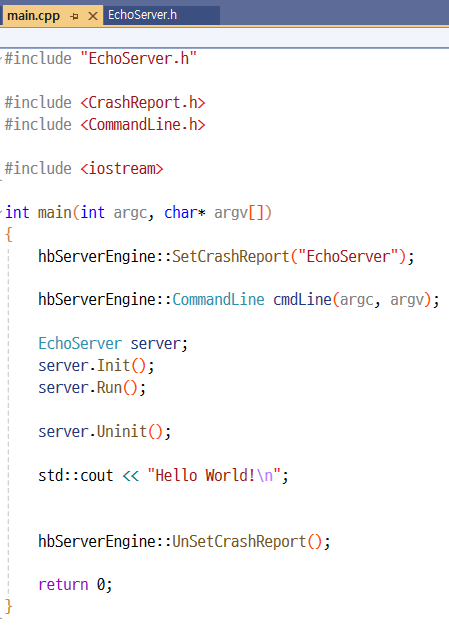 main.cpp EchoServer.h
#include "EchoServer.h"
#include <CrashReport.h>
#include <CommandLine.h>
#include <iostream>
int main(int argc, char* argv[])
{
hbServerEngine::SetCrashReport("EchoServer");
hbServerEngine::CommandLine cmdLine(argc, argv);
EchoServer server;
server.Init();
server.Run();
server.Uninit();
std::cout << "Hello World!\n";
hbServerEngine::UnSetCrashReport();
return 0;
}